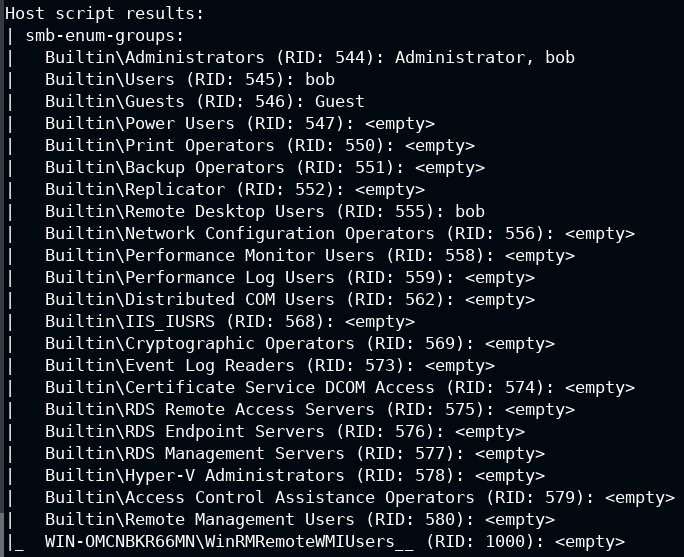 Host script results:
| smb-enum-groups:
|   Builtin\Administrators (RID: 544): Administrator, bob
|   Builtin\Users (RID: 545): bob
|   Builtin\Guests (RID: 546): Guest
|   Builtin\Power Users (RID: 547): <empty>
|   Builtin\Print Operators (RID: 550): <empty>
|   Builtin\Backup Operators (RID: 551): <empty>
|   Builtin\Replicator (RID: 552): <empty>
|   Builtin\Remote Desktop Users (RID: 555): bob
|   Builtin\Network Configuration Operators (RID: 556): <empty>
|   Builtin\Performance Monitor Users (RID: 558): <empty>
|   Builtin\Performance Log Users (RID: 559): <empty>
|   Builtin\Distributed COM Users (RID: 562): <empty>
|   Builtin\IIS_IUSRS (RID: 568): <empty>
|   Builtin\Cryptographic Operators (RID: 569): <empty>
|   Builtin\Event Log Readers (RID: 573): <empty>
|   Builtin\Certificate Service DCOM Access (RID: 574): <empty>
|   Builtin\RDS Remote Access Servers (RID: 575): <empty>
|   Builtin\RDS Endpoint Servers (RID: 576): <empty>
|   Builtin\RDS Management Servers (RID: 577): <empty>
|   Builtin\Hyper-V Administrators (RID: 578): <empty>
|   Builtin\Access Control Assistance Operators (RID: 579): <empty>
|   Builtin\Remote Management Users (RID: 580): <empty>
|_  WIN-OMCNBKR66MN\WinRMRemoteWMIUsers__ (RID: 1000): <empty>